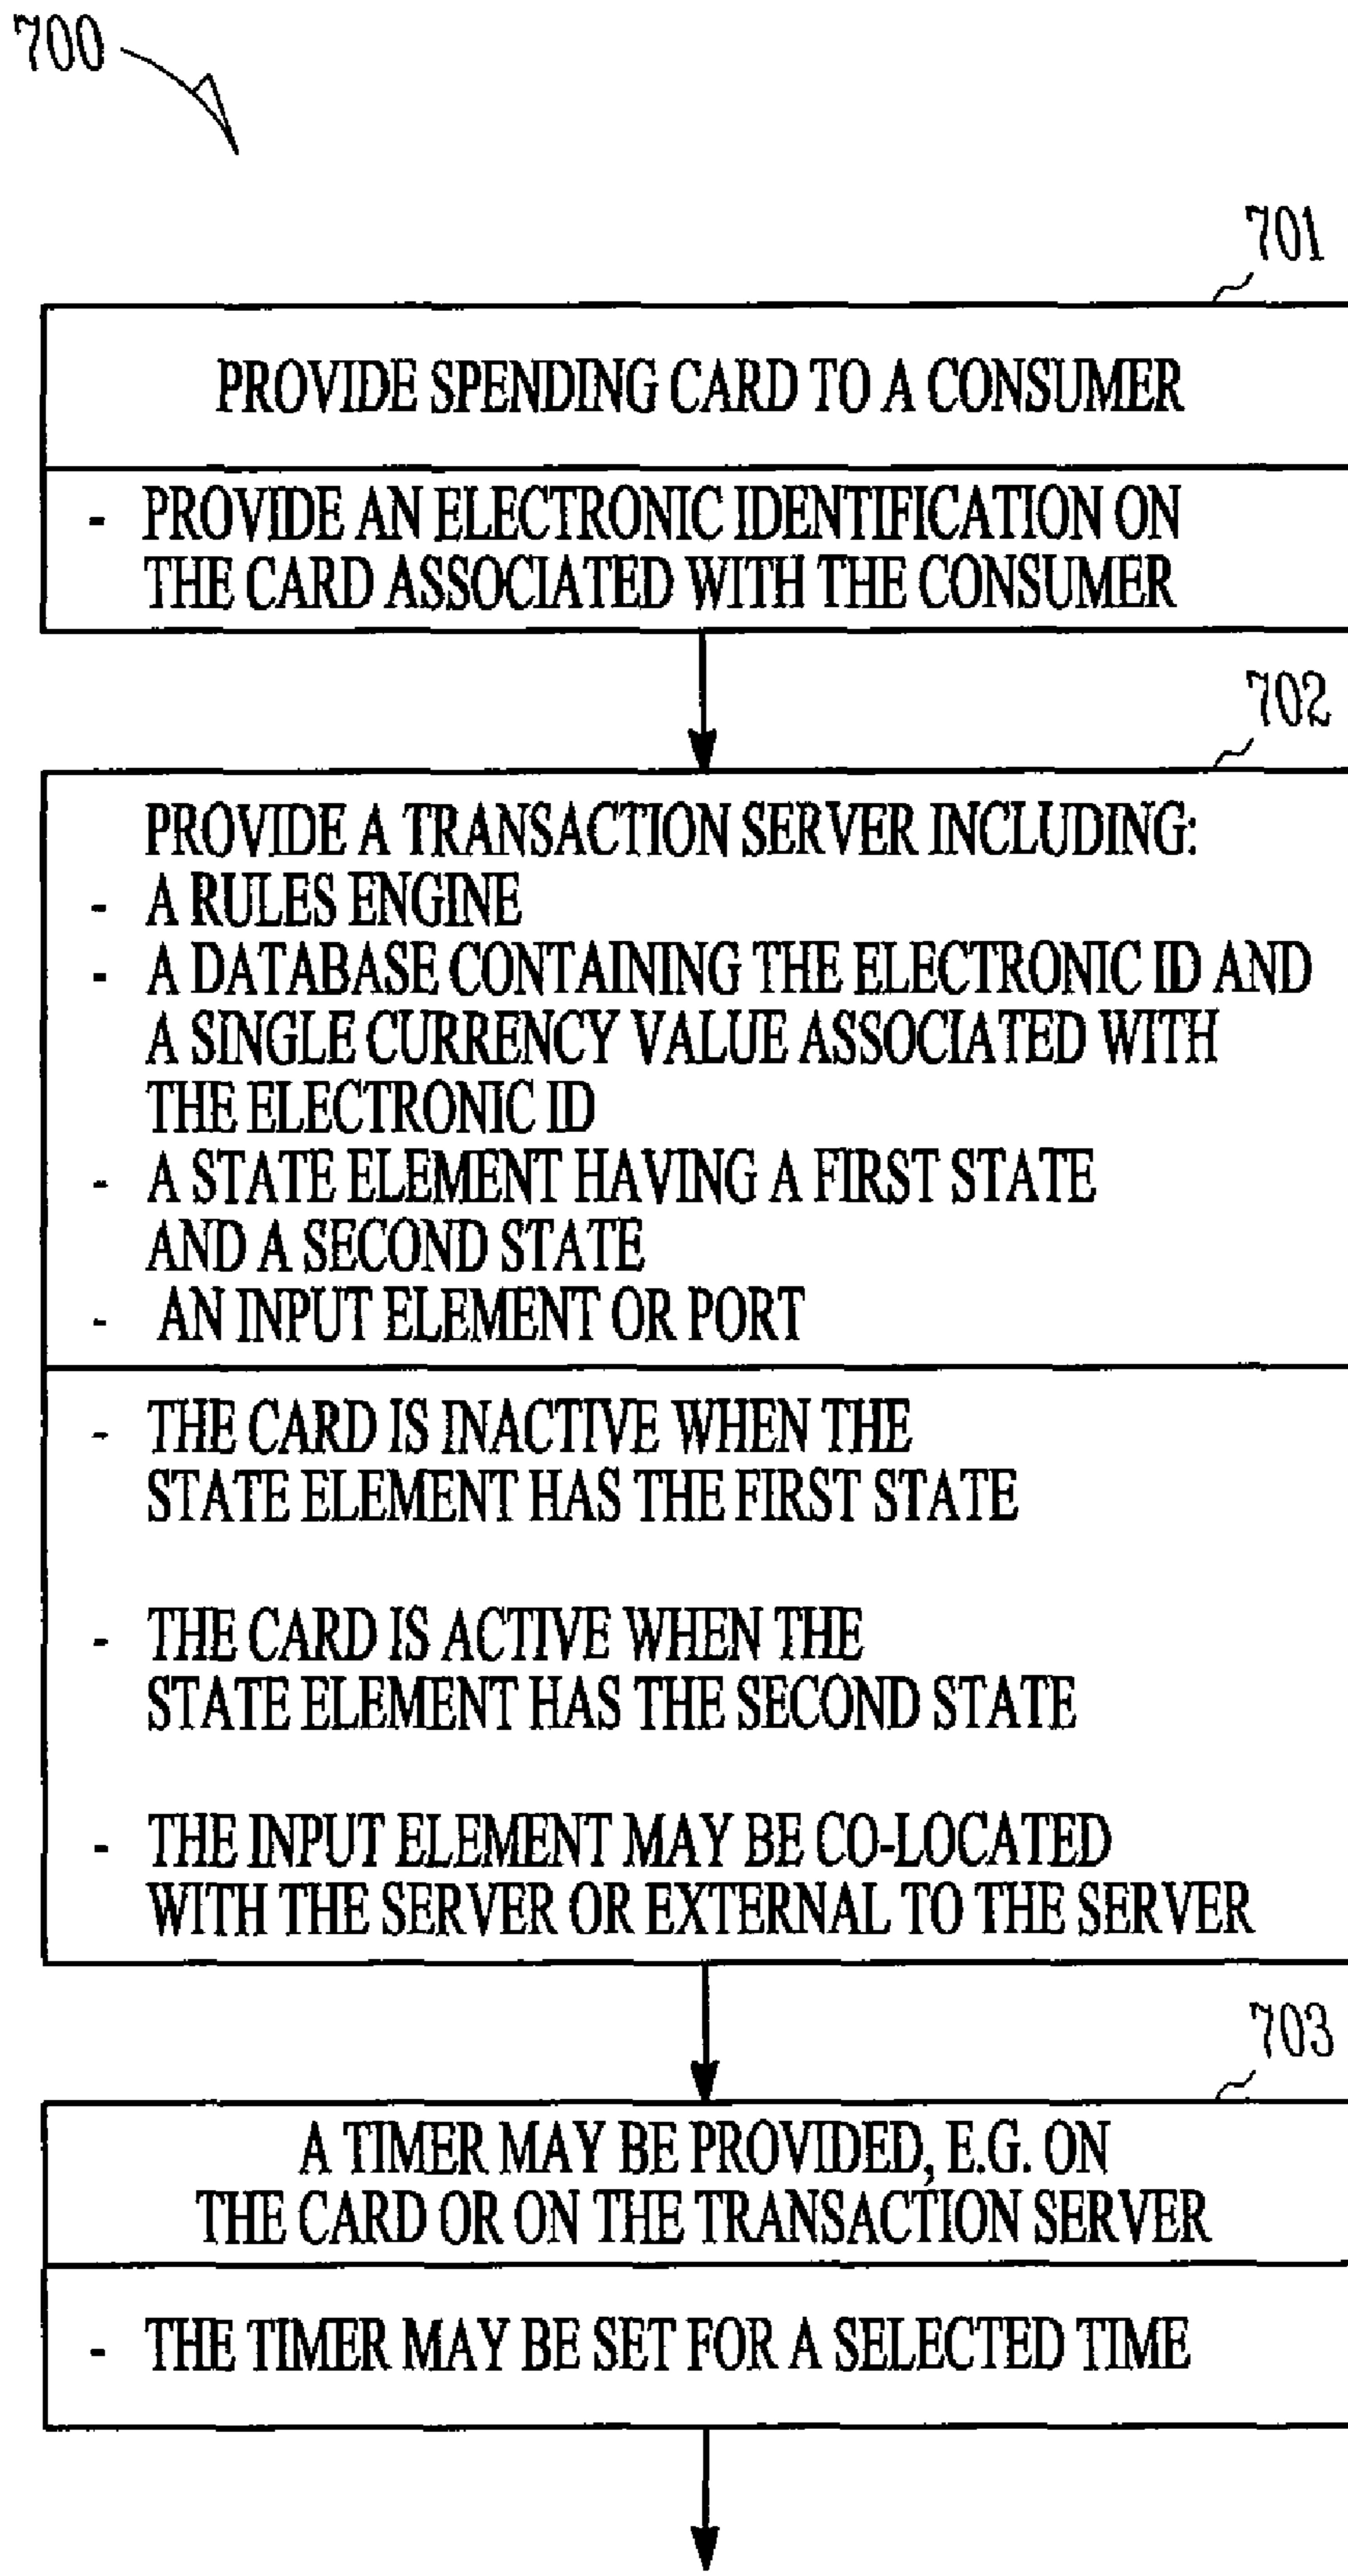 700
701
PROVIDE SPENDING CARD TO A CONSUMER
- PROVIDE AN ELECTRONIC IDENTIFICATION ON
THE CARD ASSOCIATED WITH THE CONSUMER
702
PROVIDE A TRANSACTION SERVER INCLUDING:
- A RULES ENGINE
- A DATABASE CONTAINING THE ELECTRONIC ID AND
A SINGLE CURRENCY VALUE ASSOCIATED WITH
THE ELECTRONIC ID
- A STATE ELEMENT HAVING A FIRST STATE
AND A SECOND STATE
- AN INPUT ELEMENT OR PORT
- THE CARD IS INACTIVE WHEN THE
STATE ELEMENT HAS THE FIRST STATE
- THE CARD IS ACTIVE WHEN THE
STATE ELEMENT HAS THE SECOND STATE
- THE INPUT ELEMENT MAY BE CO-LOCATED
WITH THE SERVER OR EXTERNAL TO THE SERVER
703
A TIMER MAY BE PROVIDED, E.G. ON
THE CARD OR ON THE TRANSACTION SERVER
- THE TIMER MAY BE SET FOR A SELECTED TIME